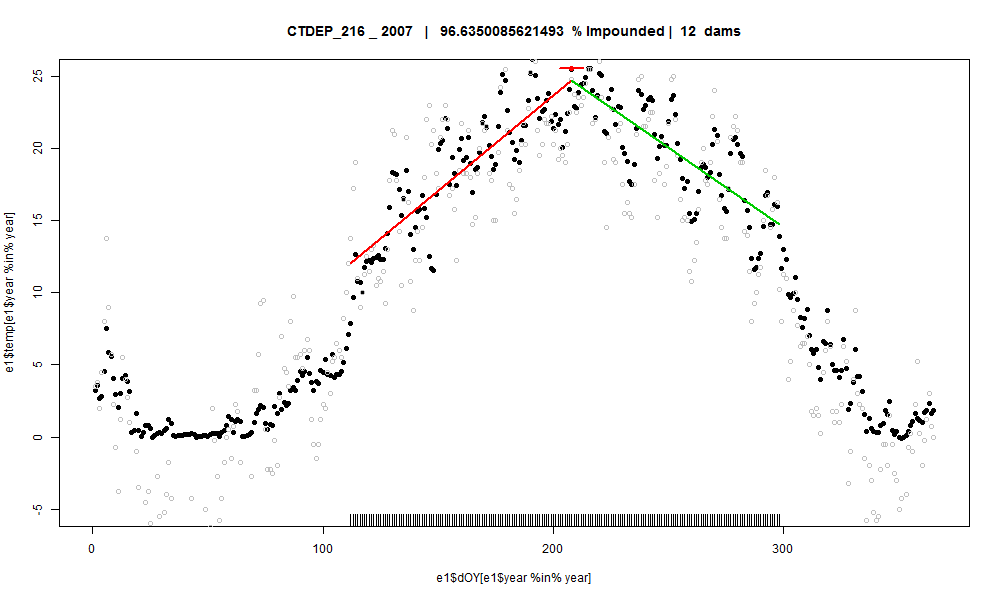 CTDEP_216 _ 2007 | 96.6350085621493 % Impounded | 12 dams
25
20
15
10
5
0
-5
e1$temp[e1$year %in% year]
0 100 200 300
e1$dOY[e1$year %in% year]